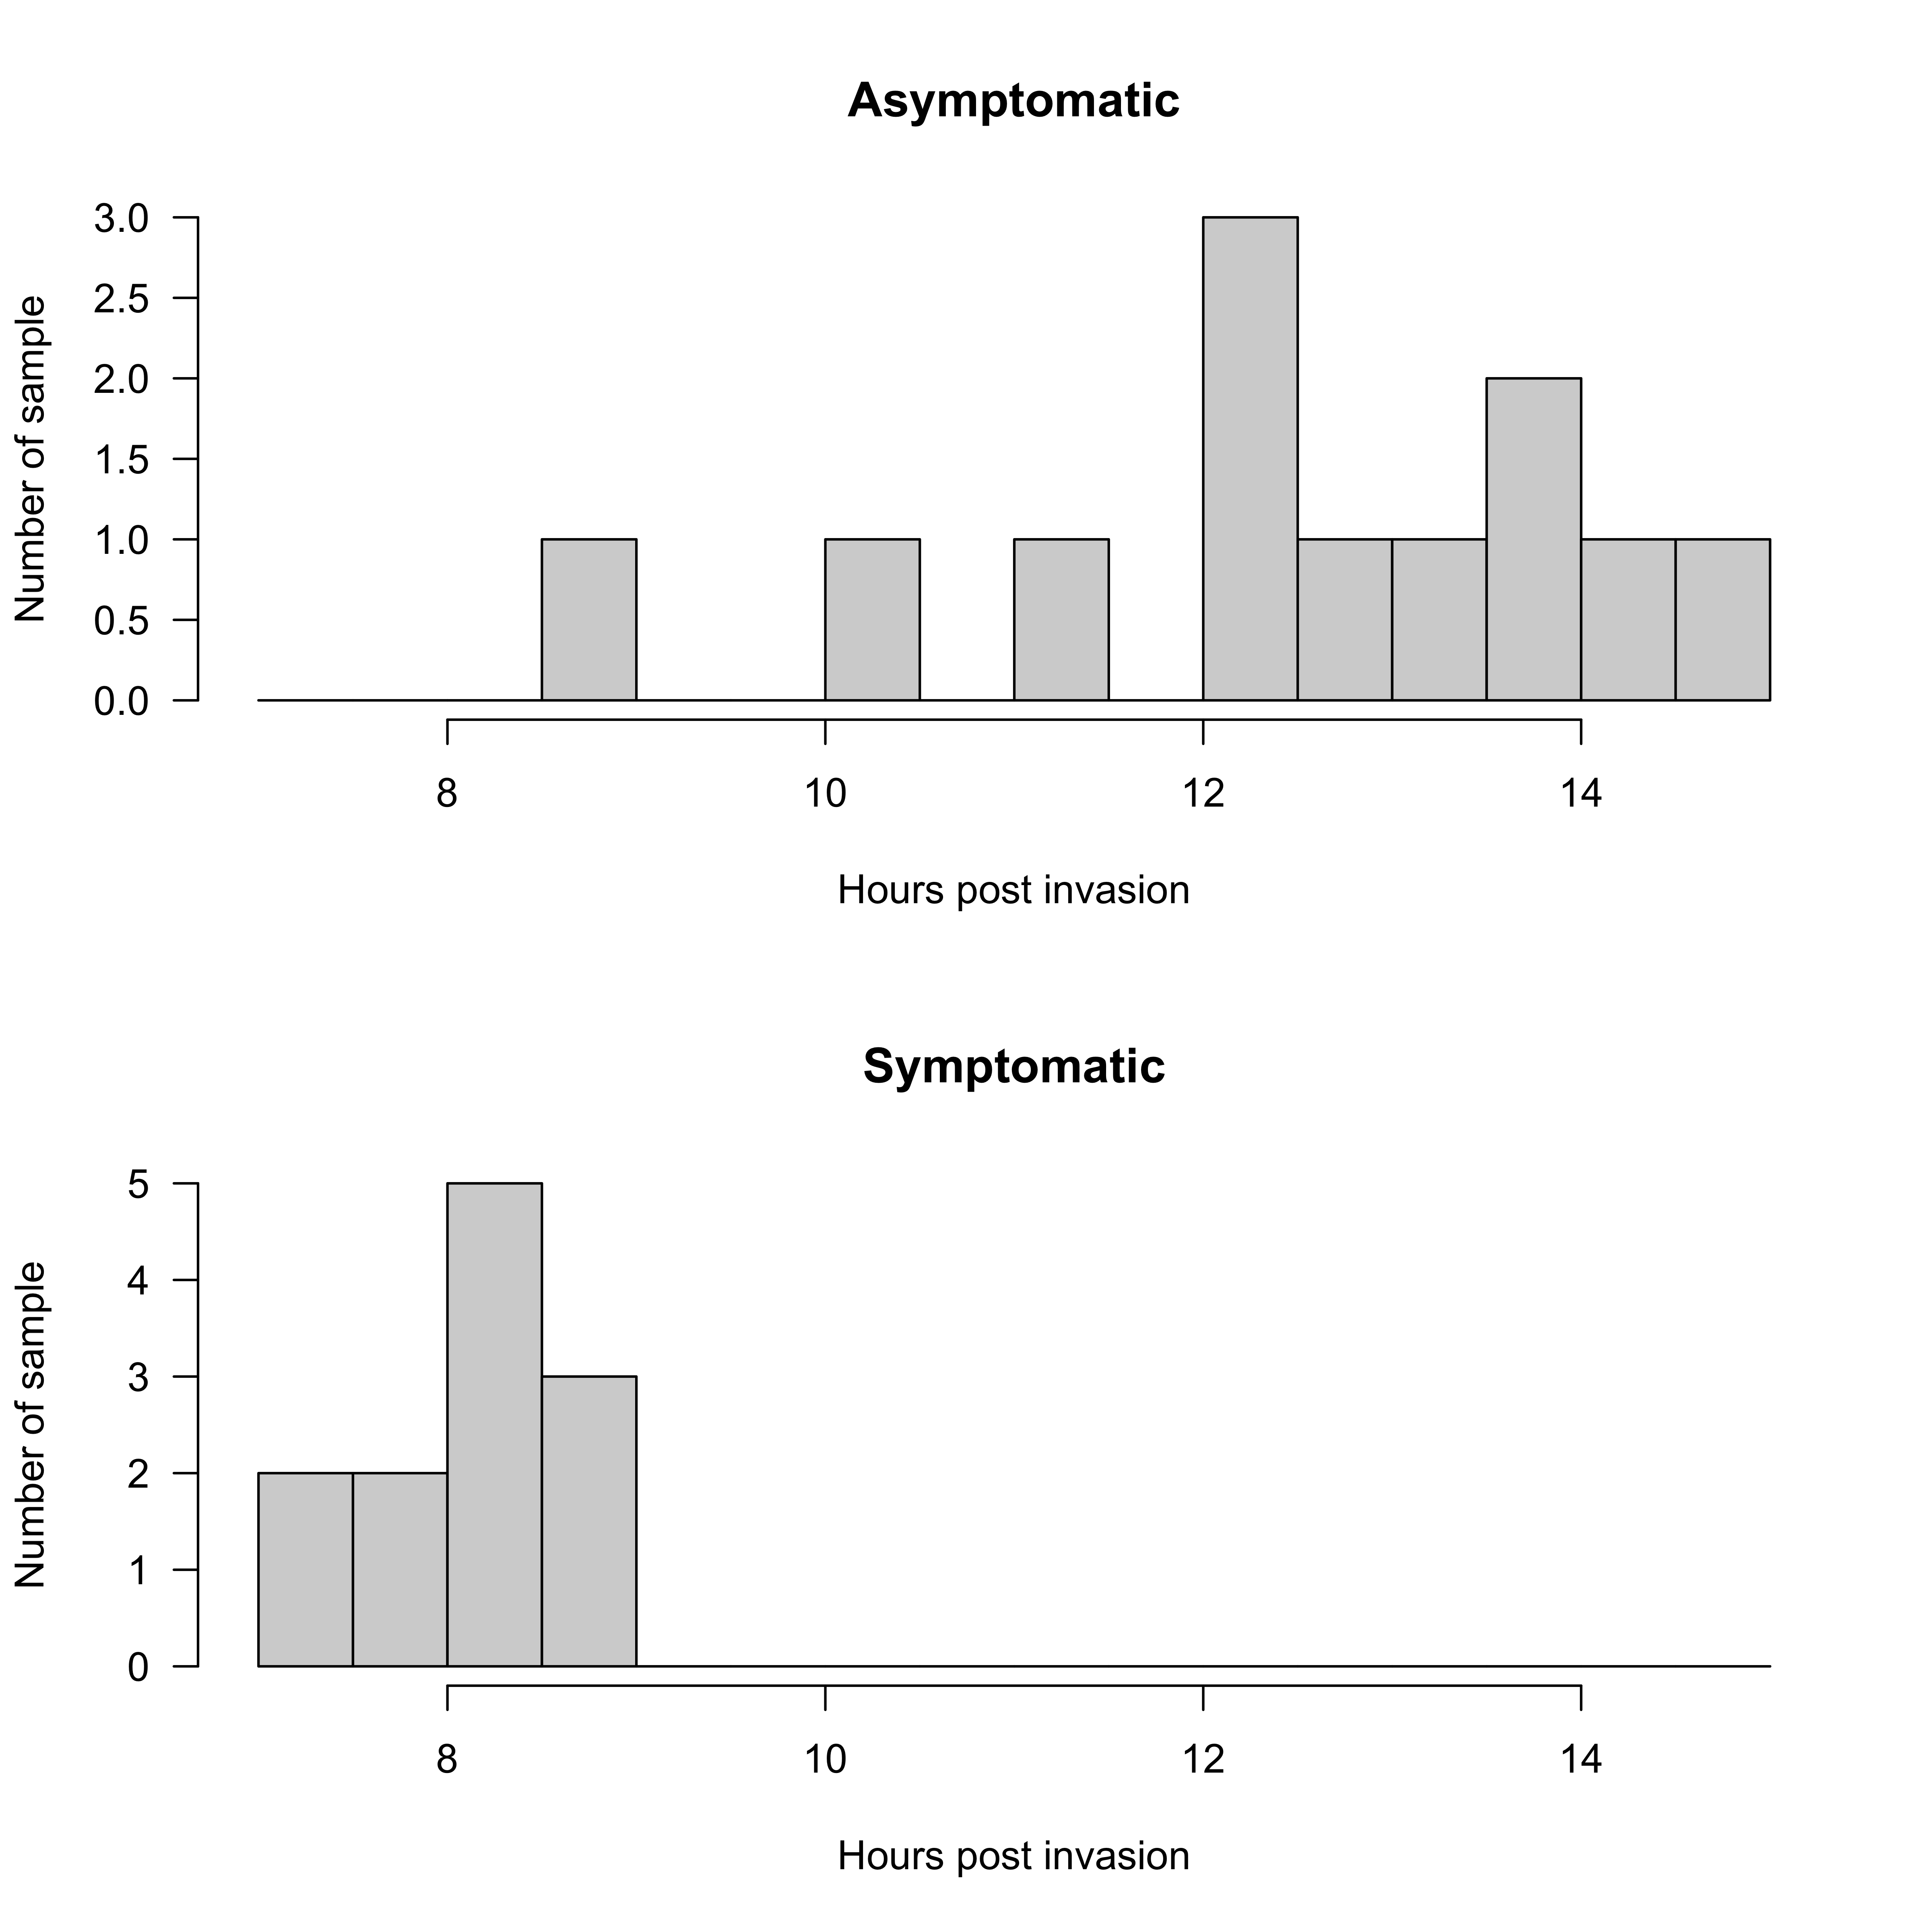 Asymptomatic
3.0
2.5
2.0
1.5
1.0
0.5
0.0
Number of sample
8 10 12 14
Hours post invasion
Symptomatic
5
4
3
2
1
0
Number of sample
8 10 12 14
Hours post invasion